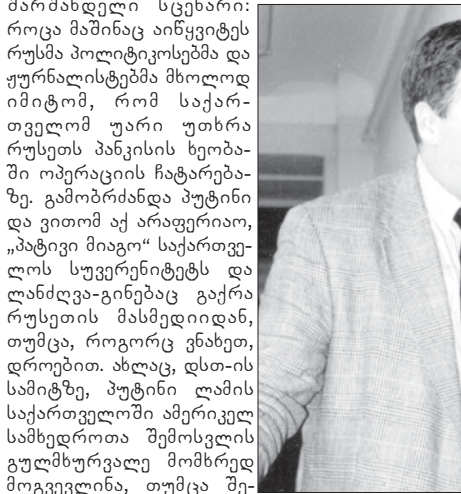 მარმანდელი სცენარი:
როცა მაშინაც აიწყვიტეს
რუსმა პოლიტიკოსებმა და
ჟურნალისტებმა მხოლოდ
იმიტომ, რომ საქარ-
თველომ უარი უთხრა
რუსეთს პანკისის ხეობა-
ში ოპერაციის ჩატარება-
ზე. გამობრძანდა პუტინი
და ვითომ აქ არაფერიაო,
„პატივი მიაგო“ საქართვე-
ლოს სუვერენიტეტს და
ლანძღვა-გინებაც გაქრა
რუსეთის მასმედიიდან,
თუმცა, როგორც ვნახეთ,
დროებით. ახლაც, დსთ-ის
სამიტზე, პუტინი ლამის
საქართველოში ამერიკელ
სამხედროთა შემოსვლის
გულმხურვალე მომხრედ
მოგვევლინა, თუმცა შე-